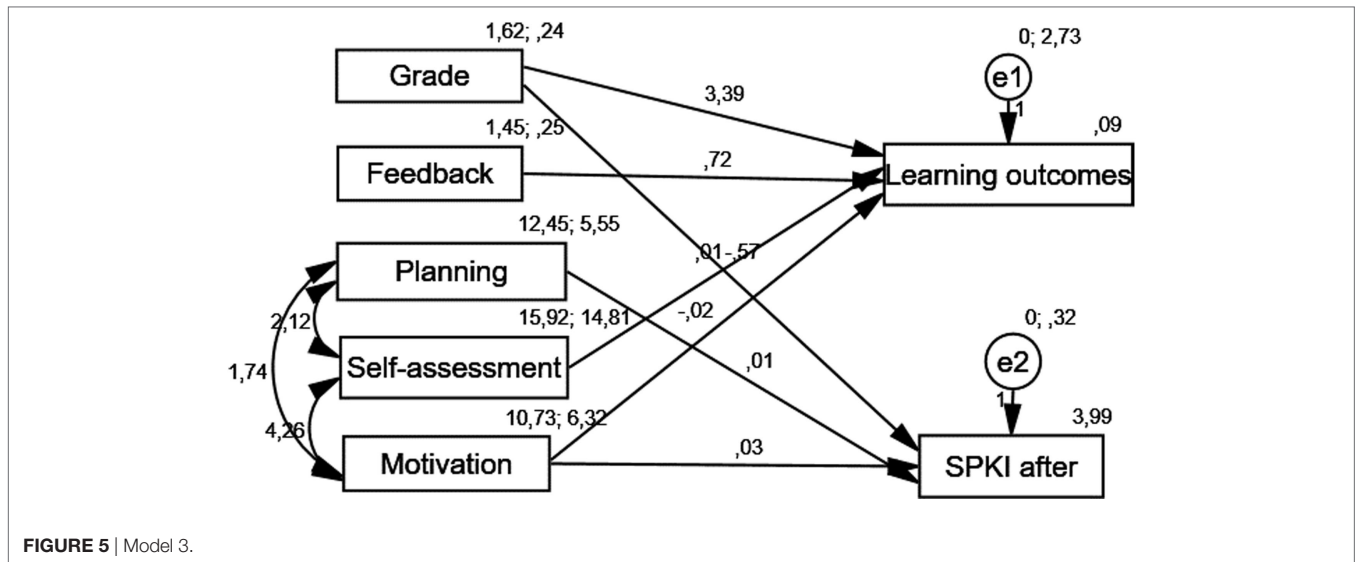 1,62; ,24
Grade
0; 2,73
e1
1
3,39
,09
1,45; ,25
Feedback
,72
Learning outcomes
12,45; 5,55
Planning
,01
-,57
2,12
15,92; 14,81
-,02
0; ,32
e2
1
1,74
Self-assessment
,01
4,26
10,73; 6,32
3,99
Motivation
,03
SPKI after
FIGURE 5 | Model 3.